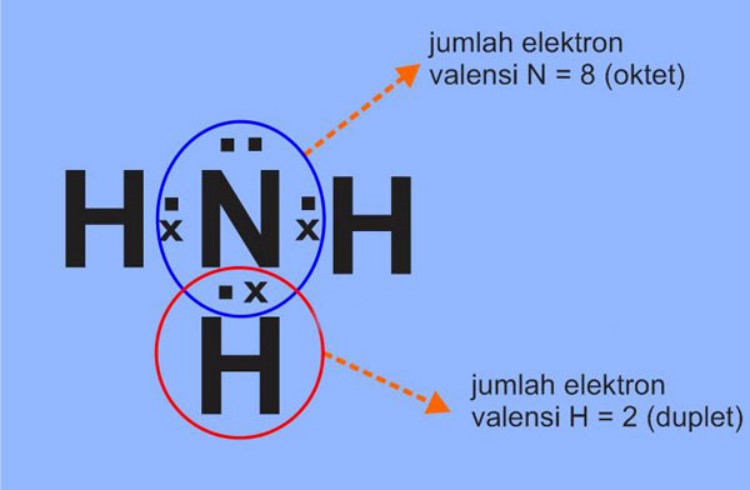 jumlah elektron
valensi N = 8 (oktet)
H N H
x x
x
H
jumlah elektron
valensi H = 2 (duplet)